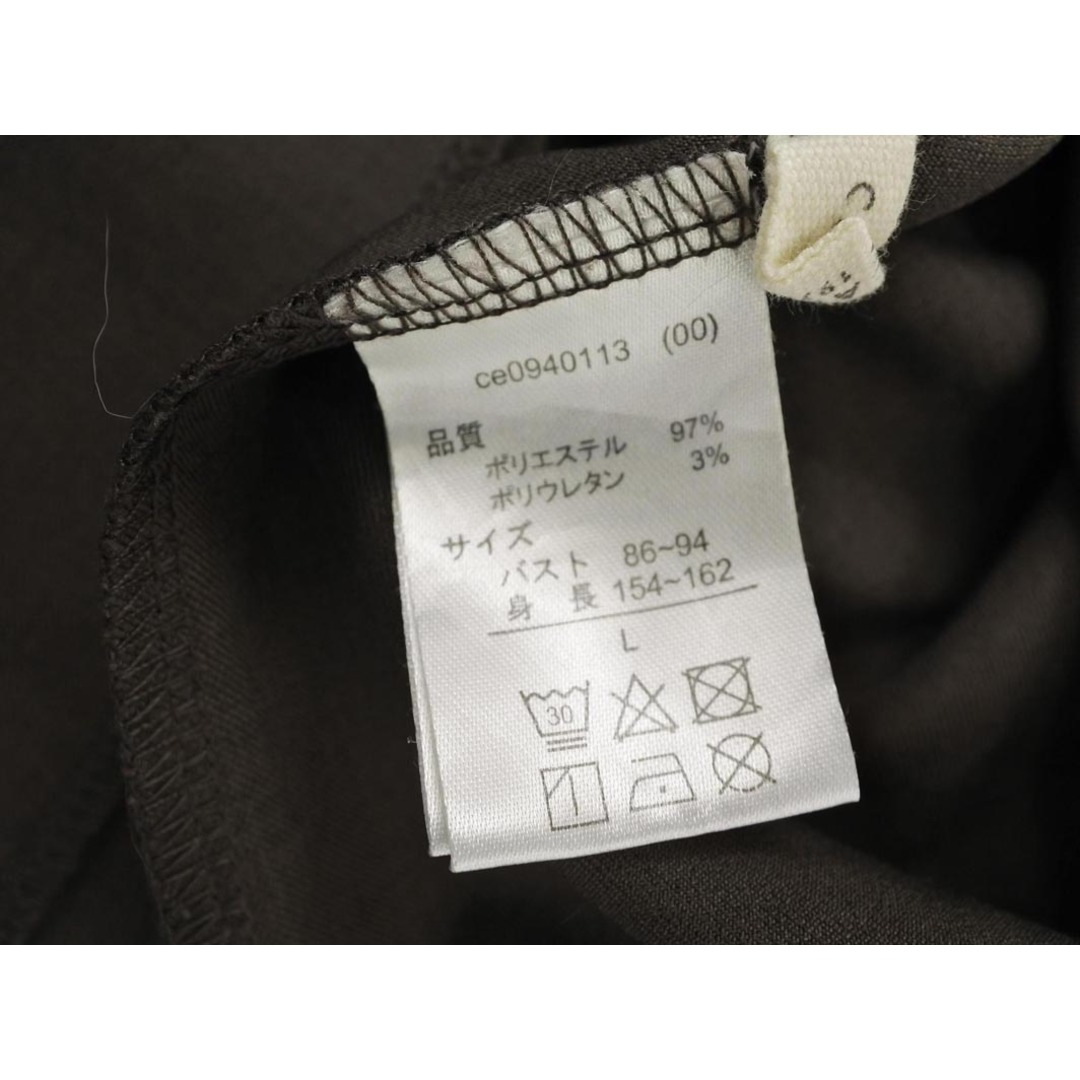 ce0940113 (00)
品質
ポリエステル 97%
ポリウレタン 3%
サイズ
バスト 86~94
身 長 154~162
L
30